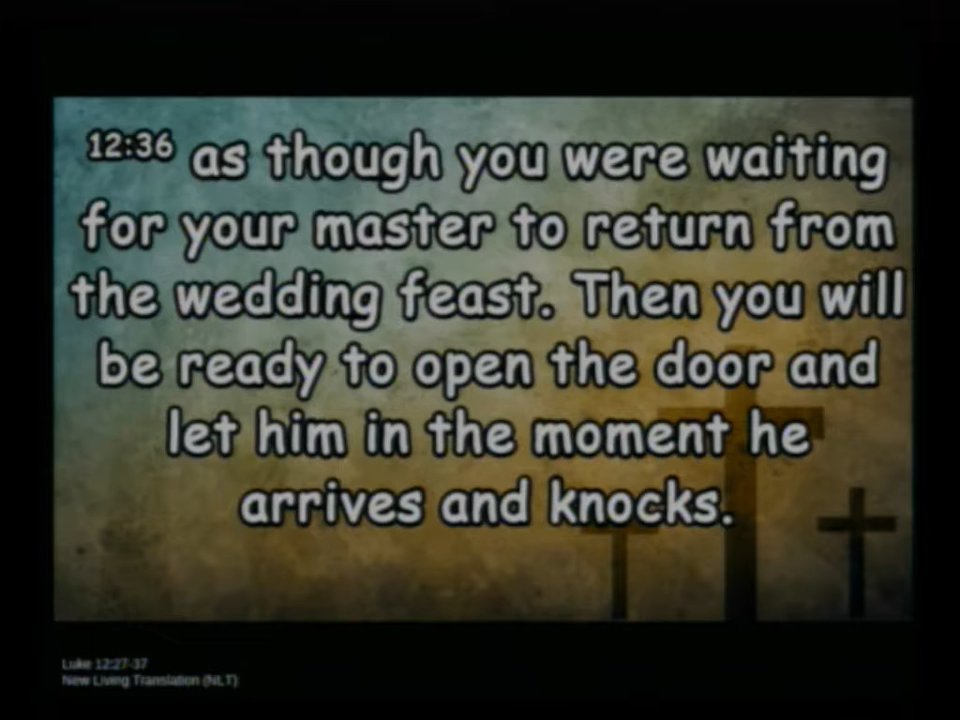 12:36 as though you were waiting
for your master to return from
the wedding feast. Then you will
be ready to open the door and
let him in the moment he
arrives and knocks.
Luke 12:27-37
New Living Translation (NLT)